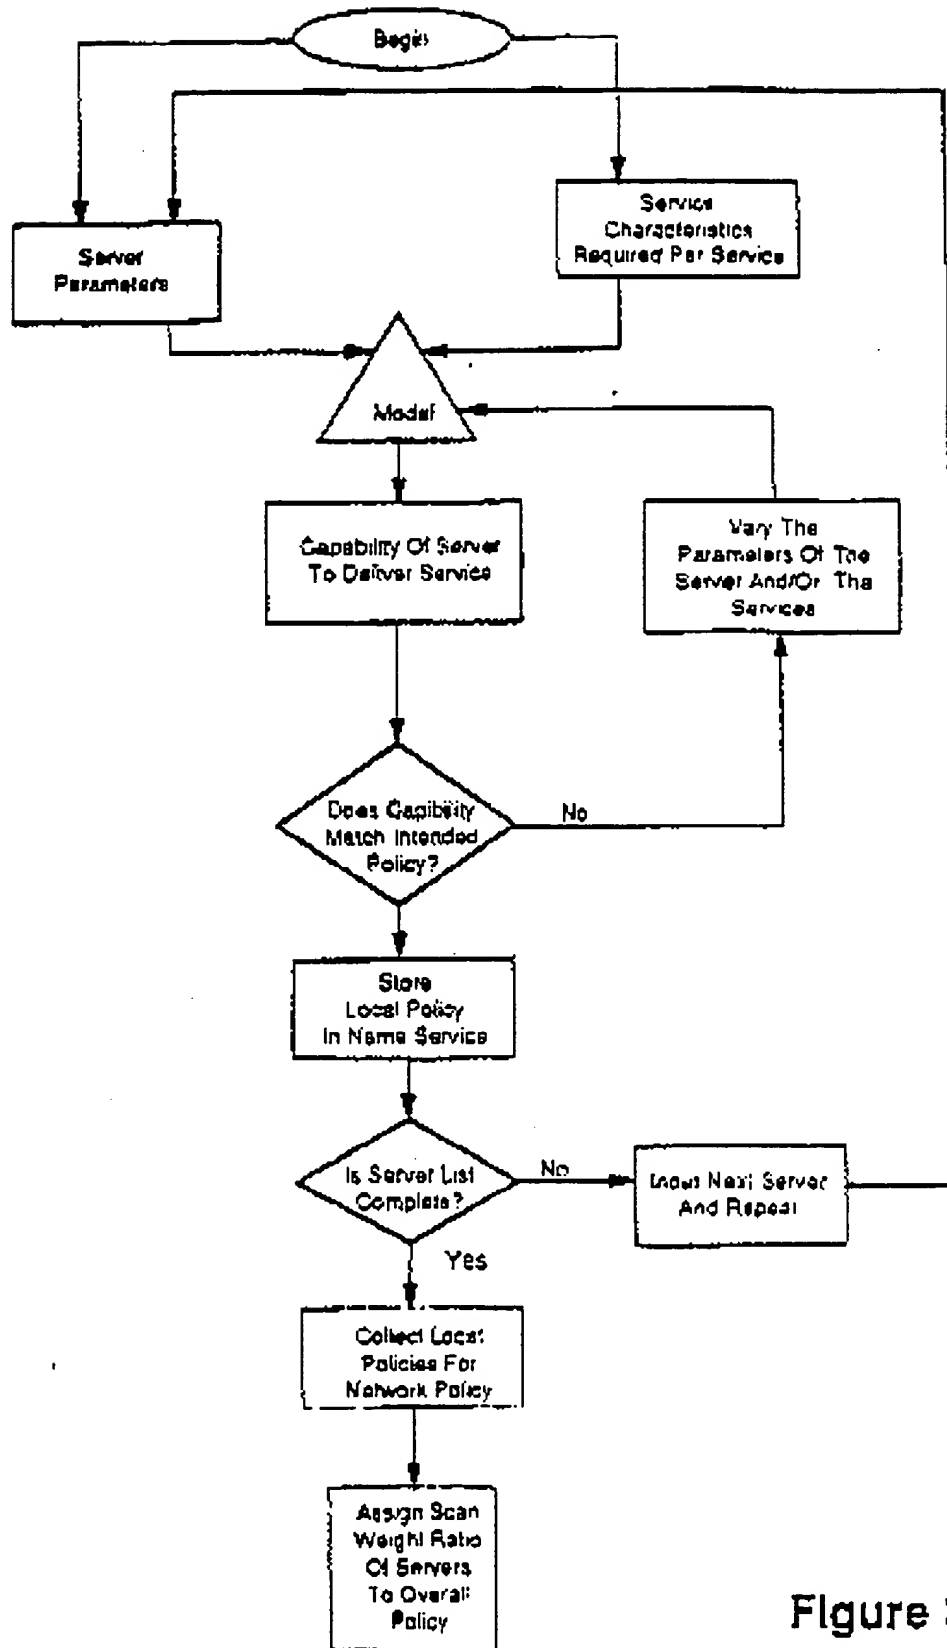 Begin
Service
Characteristics
Required Per Service
Server
Parameters
Model
Capability Of Server
To Deliver Service
Vary The
Parameters Of The
Server And/Or The
Services
Does Capibility
Match Intended
Policy?
No
Store
Local Policy
In Name Service
Is Server List
Complete?
No
Next Server
And Repeat
Yes
Collect Local
Policies For
Network Policy
Assign Scan
Weight Ratio
Of Servers
To Overall
Policy
Figure